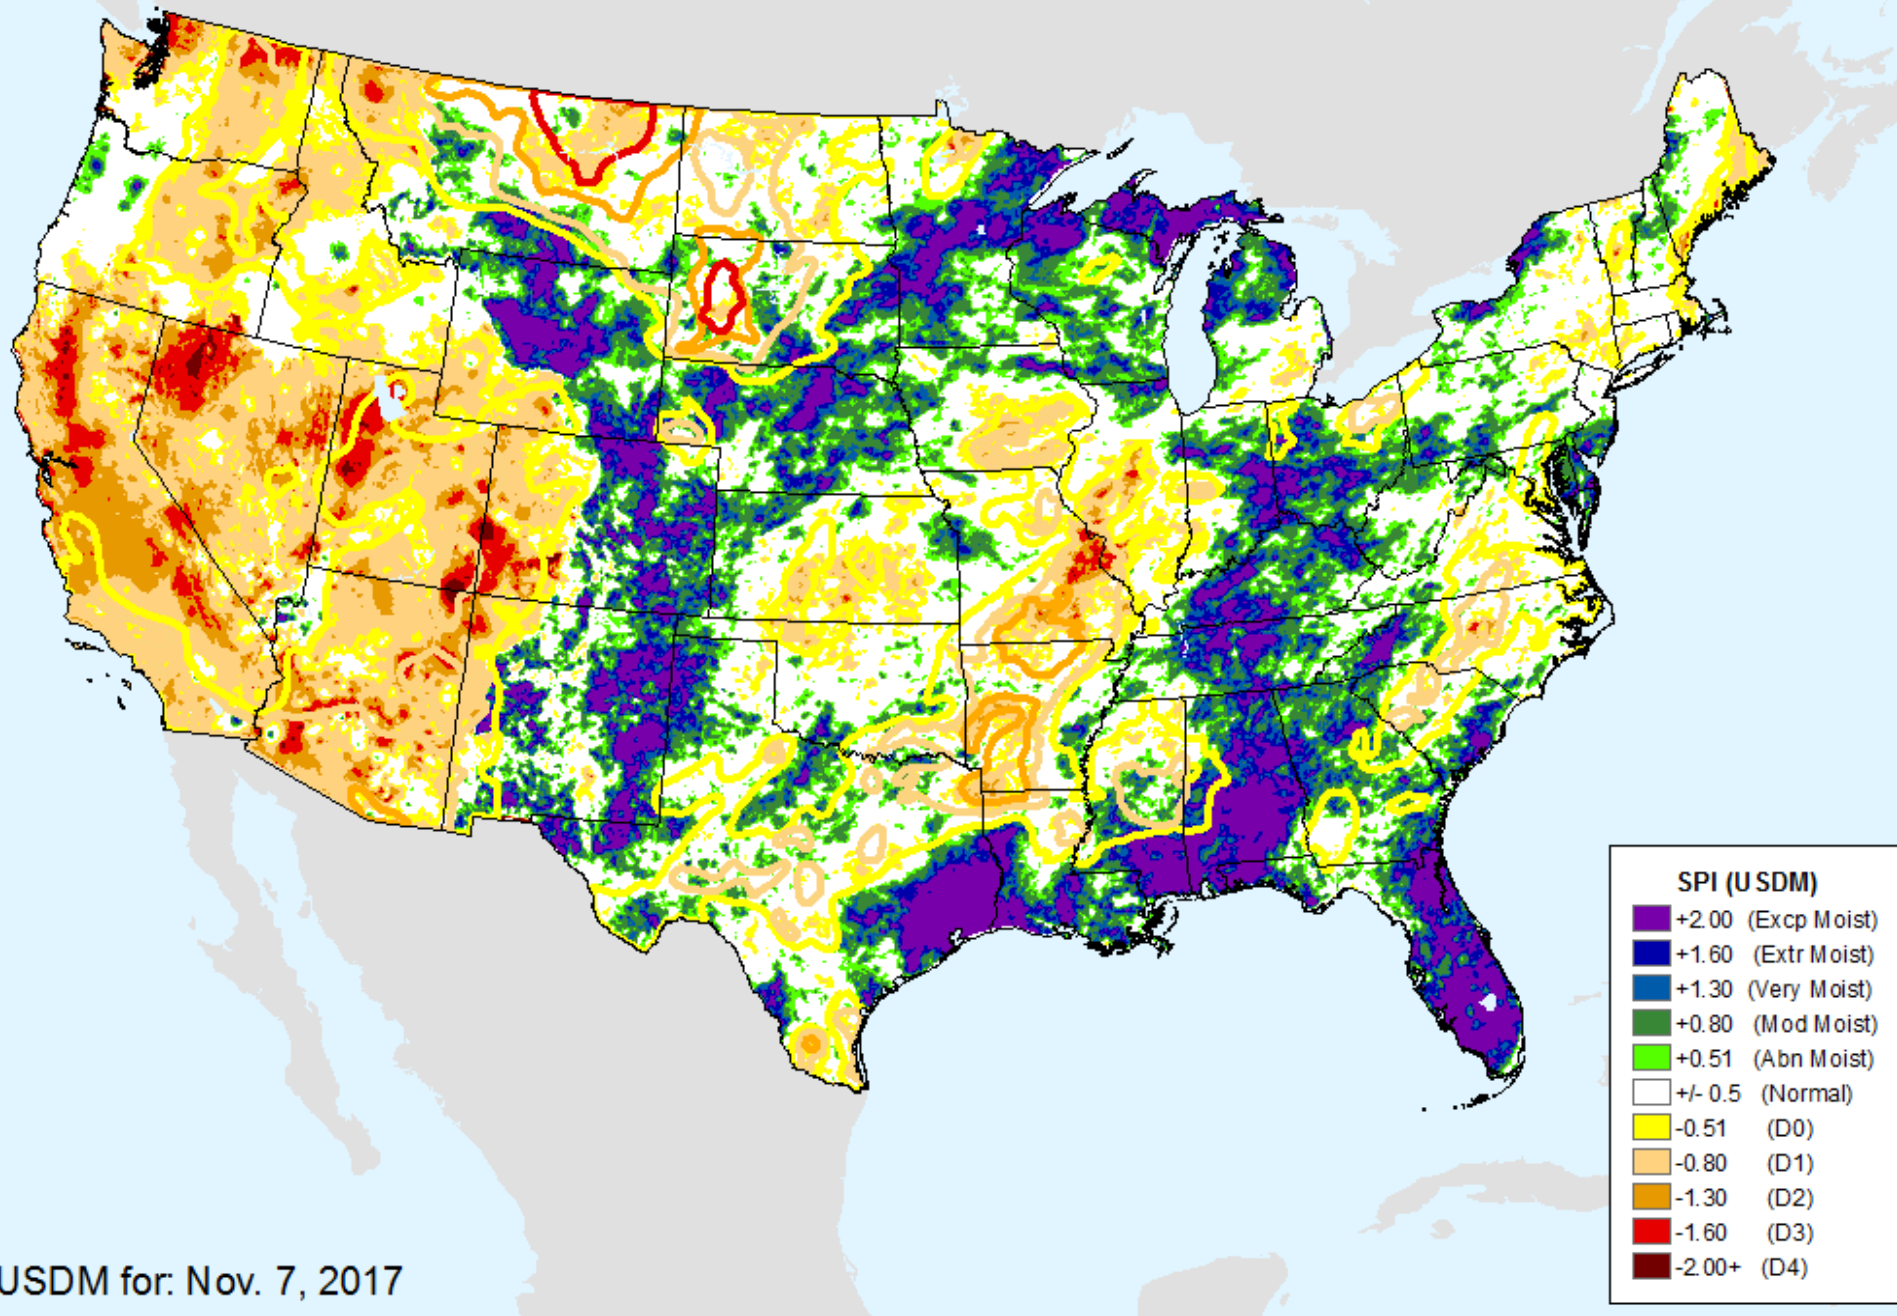 SPI (USDM)
+2.00 (Excp Moist)
+1.60 (Extr Moist)
+1.30 (Very Moist)
+0.80 (Mod Moist)
+0.51 (Abn Moist)
+/- 0.5 (Normal)
-0.51 (D0)
-0.80 (D1)
-1.30 (D2)
-1.60 (D3)
-2.00+ (D4)
USDM for: Nov. 7, 2017